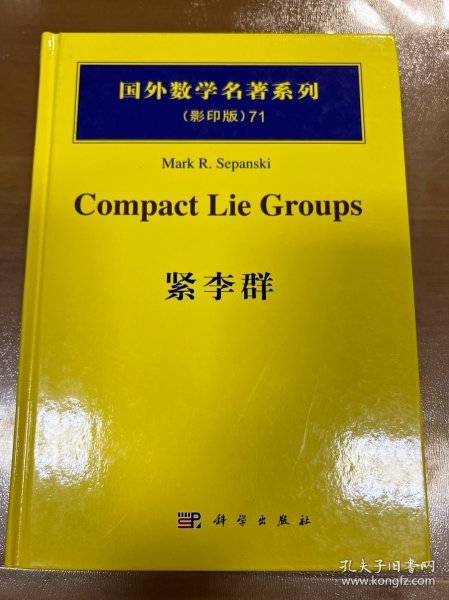 国外数学名著系列
(影印版)71
Mark R. Sepanski
Compact Lie Groups
紧李群
SP 科学出版社
孔夫子旧书网
www.kongfz.com